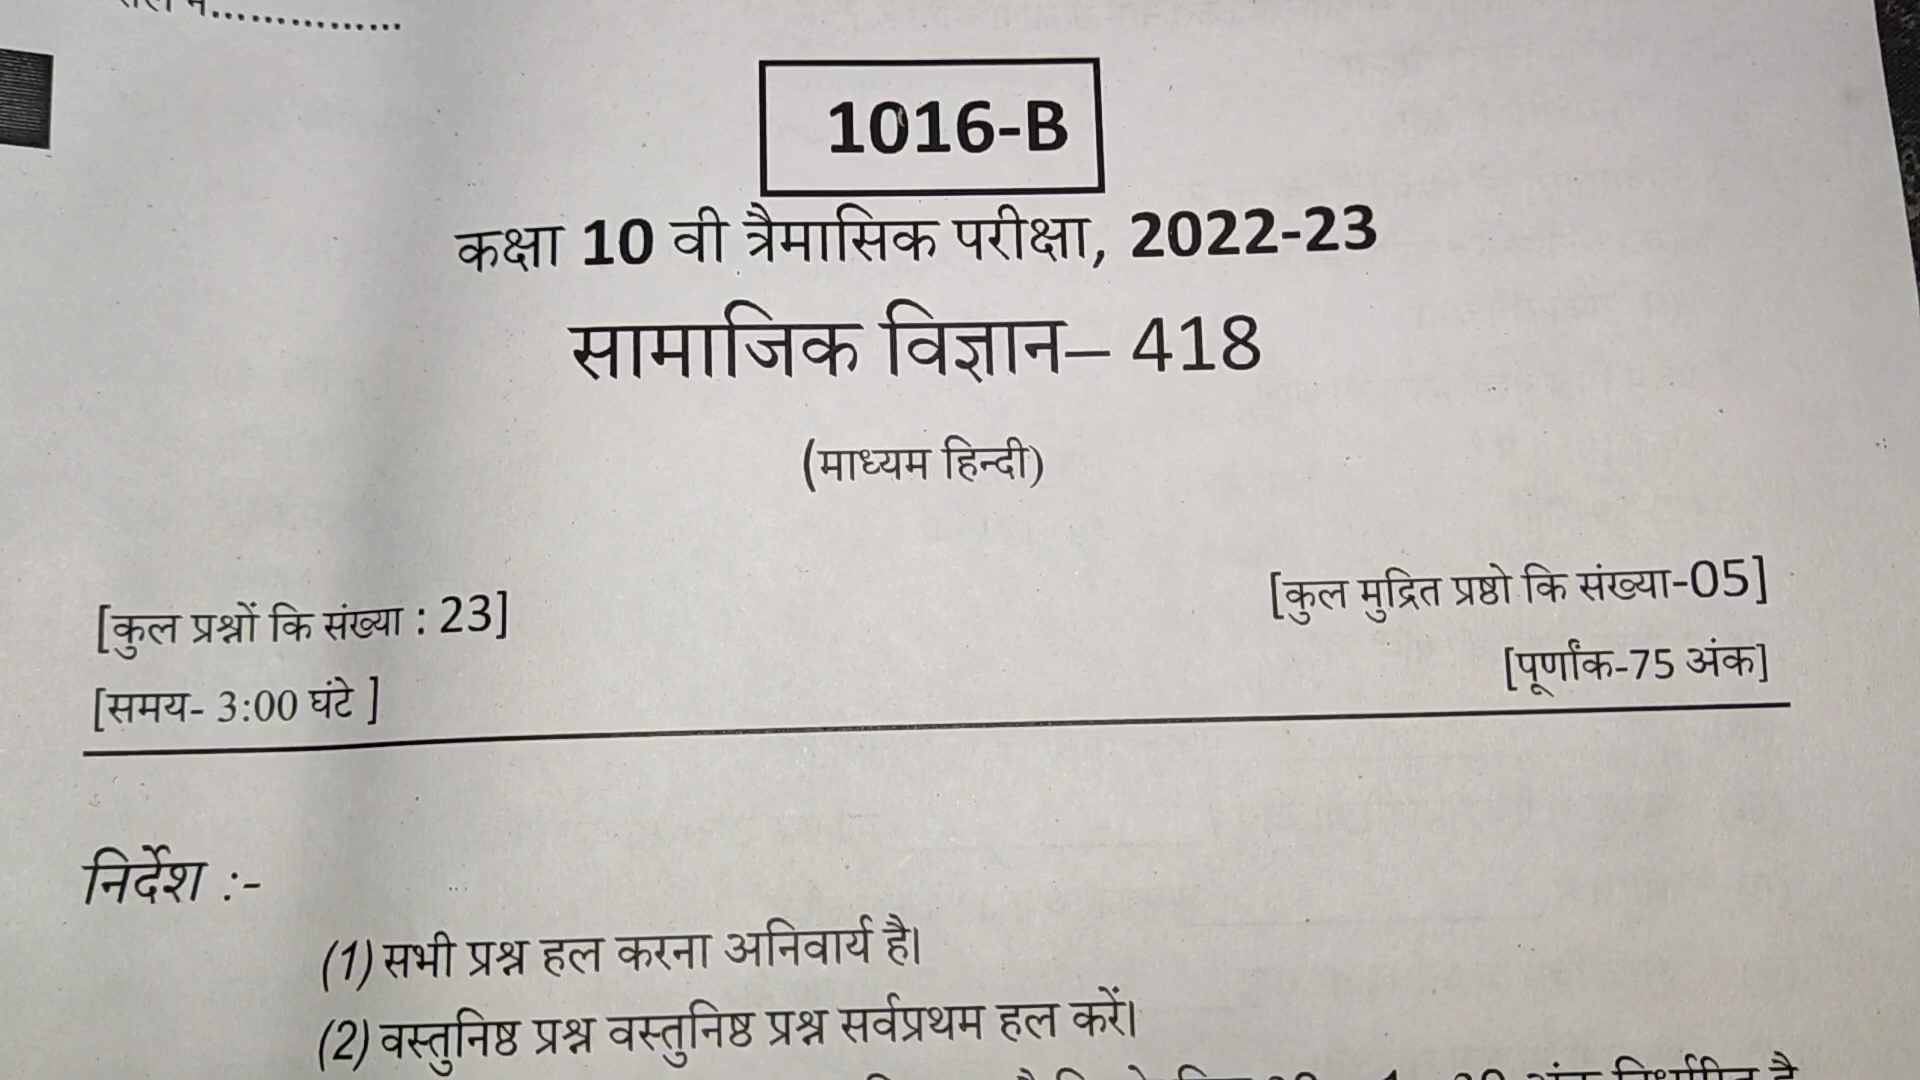 1016-B
कक्षा 10 वी त्रैमासिक परीक्षा, 2022-23
सामाजिक विज्ञान– 418
(माध्यम हिन्दी)
[कुल प्रश्नों कि संख्या : 23]
[कुल मुद्रित प्रष्ठो कि संख्या-05]
[समय- 3:00 घंटे ]
[पूर्णांक-75 अंक]
निर्देश :-
(1) सभी प्रश्न हल करना अनिवार्य है।
(2) वस्तुनिष्ठ प्रश्न वस्तुनिष्ठ प्रश्न सर्वप्रथम हल करें।